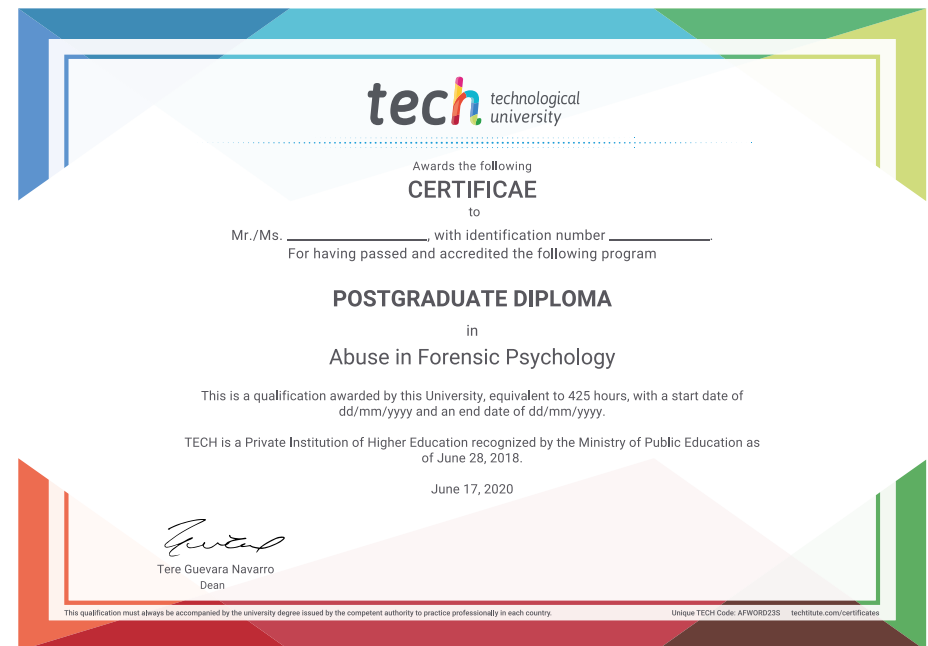 tech technological
university
Awards the following
CERTIFICAE
to
Mr./Ms. ____________________, with identification number ______________.
For having passed and accredited the following program
POSTGRADUATE DIPLOMA
in
Abuse in Forensic Psychology
This is a qualification awarded by this University, equivalent to 425 hours, with a start date of
dd/mm/yyyy and an end date of dd/mm/yyyy.
TECH is a Private Institution of Higher Education recognized by the Ministry of Public Education as
of June 28, 2018.
June 17, 2020
Tere Guevara Navarro
Dean
This qualification must always be accompanied by the university degree issued by the competent authority to practice professionally in each country. Unique TECH Code: AFWORD23S techtitute.com/certificates